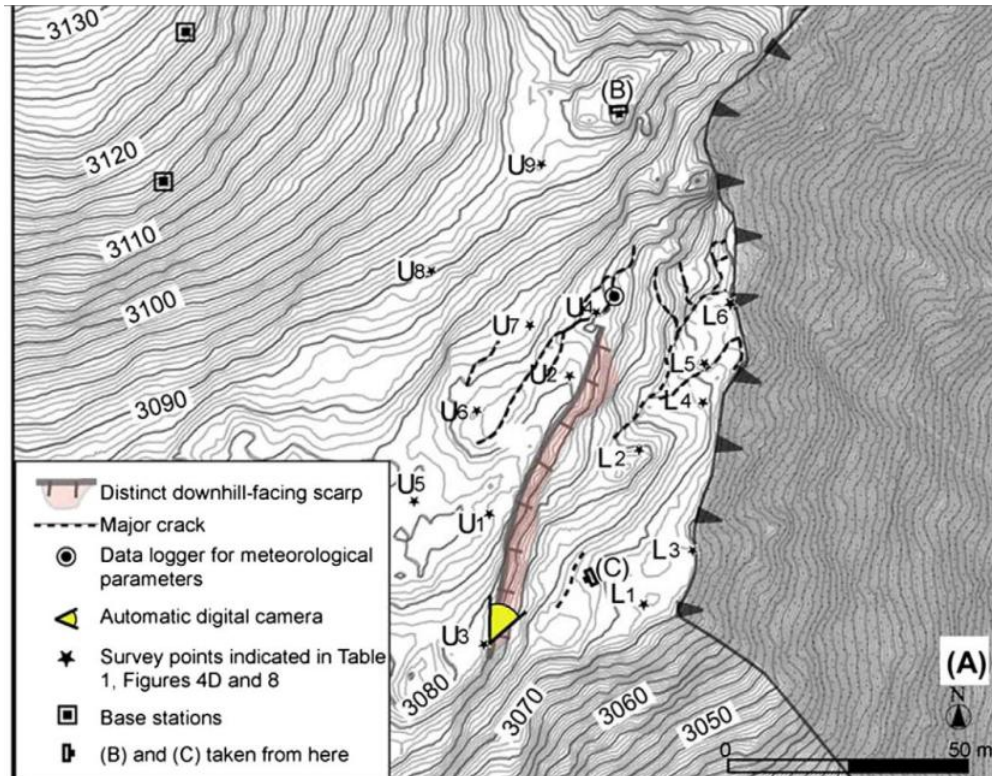 3130
(B)
3120
U9
3110
U8
3100
U4
U7
L6
U2
L5
3090
U6
L4
L2
Distinct downhill-facing scarp
U5
U1
Major crack
L3
Data logger for meteorological
parameters
(C)
L1
Automatic digital camera
U3
Survey points indicated in Table
1, Figures 4D and 8
(A)
3080
3070
3060
3050
N
Base stations
(B) and (C) taken from here
0
50 m